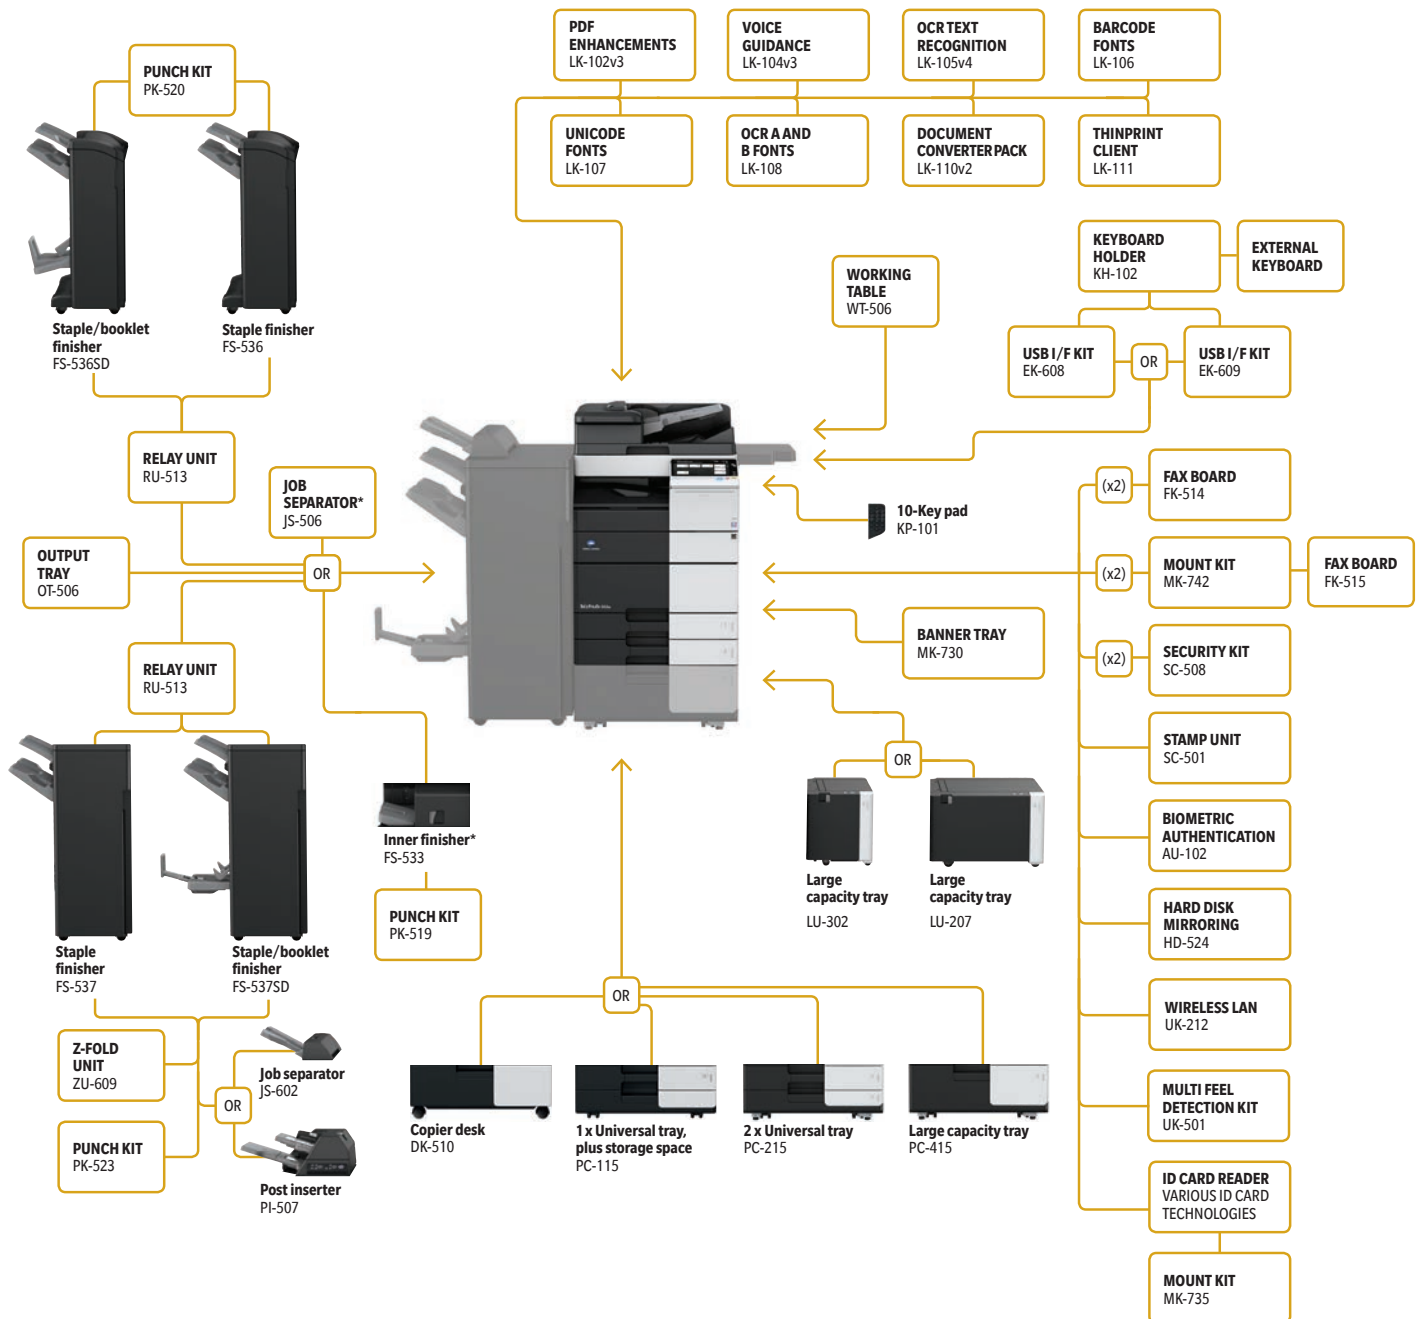 PDF
ENHANCEMENTS
LK-102v3
VOICE
GUIDANCE
LK-104v3
OCR TEXT
RECOGNITION
LK-105v4
BARCODE
FONTS
LK-106
UNICODE
FONTS
LK-107
OCR A AND
B FONTS
LK-108
DOCUMENT
CONVERTER PACK
LK-110v2
THINPRINT
CLIENT
LK-111
PUNCH KIT
PK-520
Staple/booklet
finisher
FS-536SD
Staple finisher
FS-536
RELAY UNIT
RU-513
JOB
SEPARATOR*
JS-506
OUTPUT
TRAY
OT-506
OR
RELAY UNIT
RU-513
Staple
finisher
FS-537
Staple/booklet
finisher
FS-537SD
Inner finisher*
FS-533
PUNCH KIT
PK-519
Z-FOLD
UNIT
ZU-609
PUNCH KIT
PK-523
OR
Job separator
JS-602
Post inserter
PI-507
WORKING
TABLE
WT-506
KEYBOARD
HOLDER
KH-102
EXTERNAL
KEYBOARD
USB I/F KIT
EK-608
OR
USB I/F KIT
EK-609
10-Key pad
KP-101
BANNER TRAY
MK-730
OR
Large
capacity tray
LU-302
Large
capacity tray
LU-207
OR
Copier desk
DK-510
1 x Universal tray,
plus storage space
PC-115
2 x Universal tray
PC-215
Large capacity tray
PC-415
(x2)
FAX BOARD
FK-514
(x2)
MOUNT KIT
MK-742
FAX BOARD
FK-515
(x2)
SECURITY KIT
SC-508
STAMP UNIT
SC-501
BIOMETRIC
AUTHENTICATION
AU-102
HARD DISK
MIRRORING
HD-524
WIRELESS LAN
UK-212
MULTI FEEL
DETECTION KIT
UK-501
ID CARD READER
VARIOUS ID CARD
TECHNOLOGIES
MOUNT KIT
MK-735